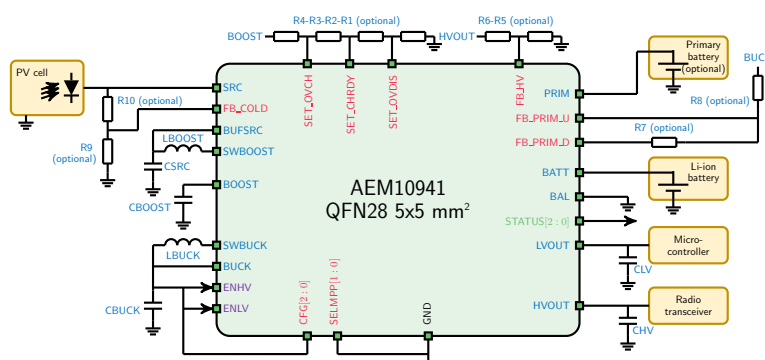 BOOST
R4-R3-R2-R1 (optional)
HVOUT
R6-R5 (optional)
PV cell
Primary
battery
(optional)
BUC
SRC
R10 (optional)
FB_COLD
BUFSRC
LBOOST
SWBOOST
R9
(optional)
CSRC
BOOST
CBOOST
SWBUCK
LBUCK
BUCK
ENHV
CBUCK
ENLV
SET_OVCH
SET_CHRDY
SET_OVDIS
FB_HV
AEM10941
QFN28 5x5 mm²
CFG[2 : 0]
SELMPP[1 : 0]
GND
PRIM
FB_PRIM_U
R8 (optional)
FB_PRIM_D
R7 (optional)
BATT
Li-ion
battery
BAL
STATUS[2 : 0]
LVOUT
Micro-
controller
CLV
HVOUT
Radio
transceiver
CHV